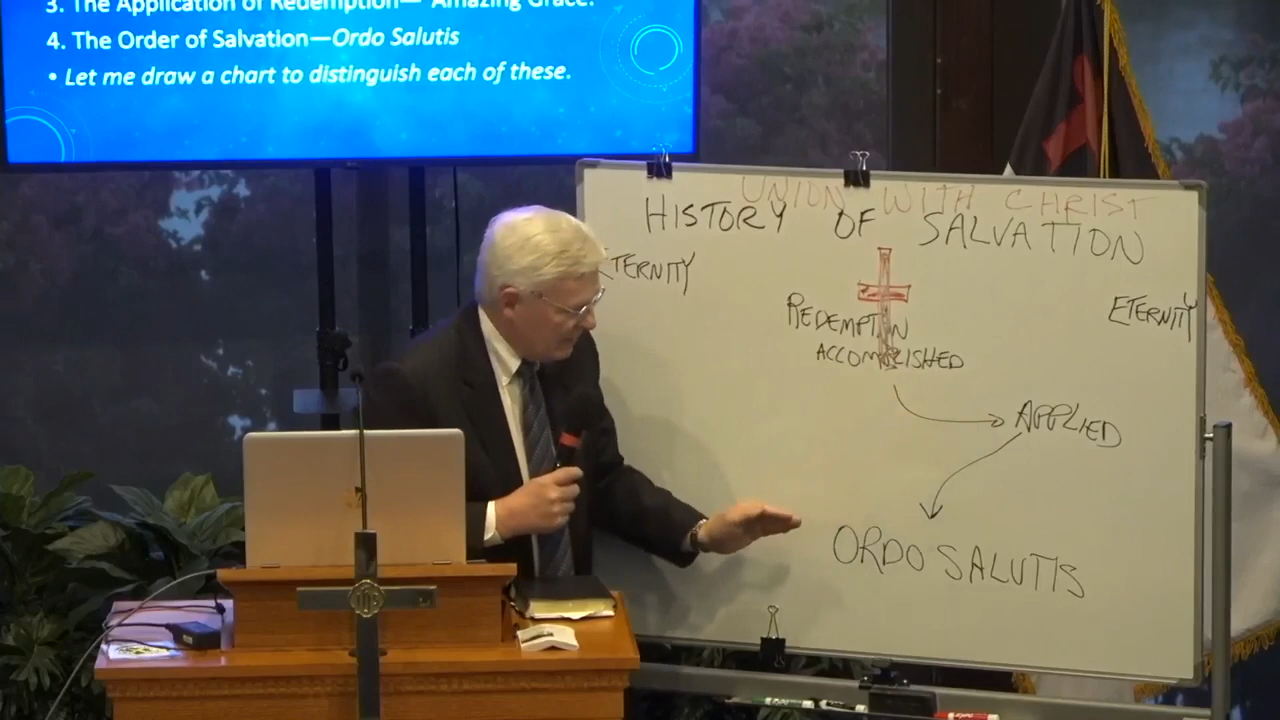 3. The Application of Redemption—"Amazing Grace."
4. The Order of Salvation—Ordo Salutis
• Let me draw a chart to distinguish each of these.
UNION WITH CHRIST
HISTORY OF SALVATION
ETERNITY
ETERNITY
REDEMPTION
ACCOMPLISHED
APPLIED
ORDO SALUTIS
IHS